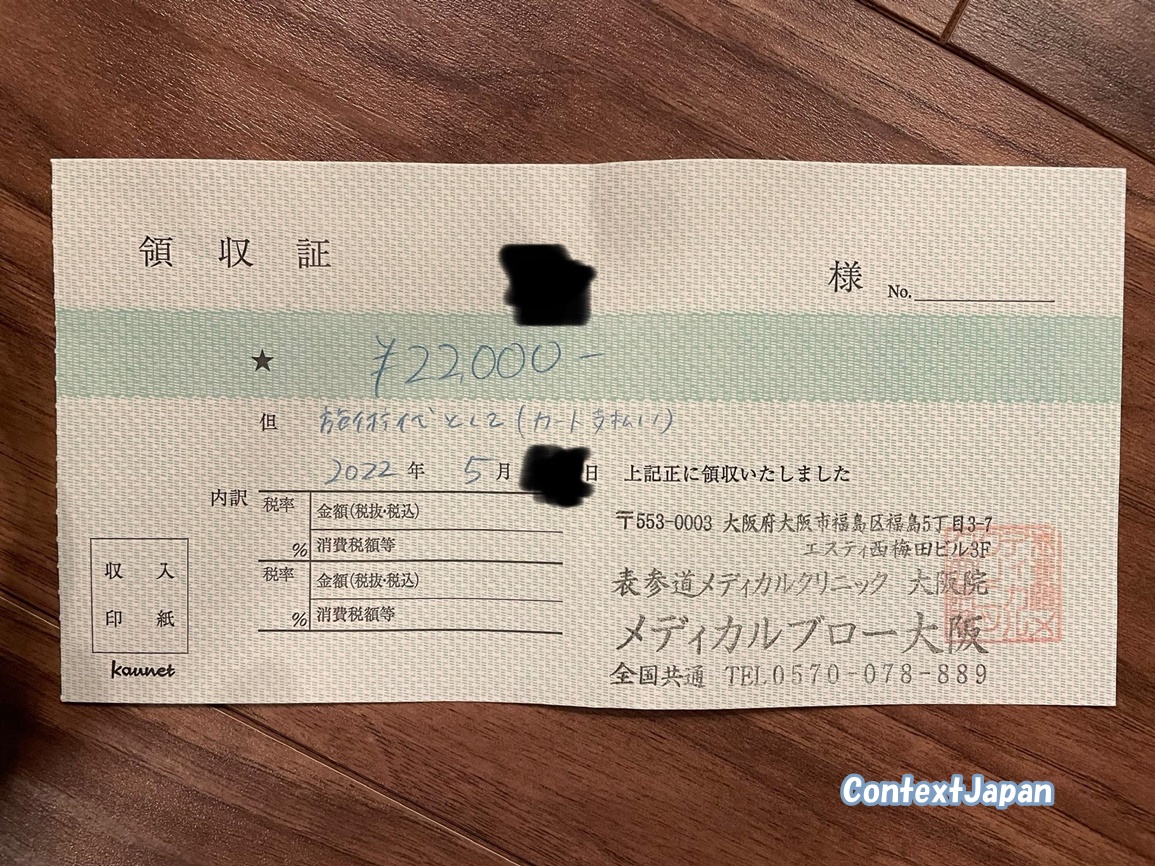 領収証
様 No.
★ ¥22,000-
但 施術代として(カード支払い)
2022年 5月 日 上記正に領収いたしました
内訳 税率 金額(税抜・税込)
% 消費税額等
税率 金額(税抜・税込)
% 消費税額等
収入
印紙
kaunet
〒553-0003 大阪府大阪市福島区福島5丁目3-7
エスティ西梅田ビル3F
表参道メディカルクリニック 大阪院
メディカルブロー大阪
全国共通 TEL0570-078-889
ContextJapan